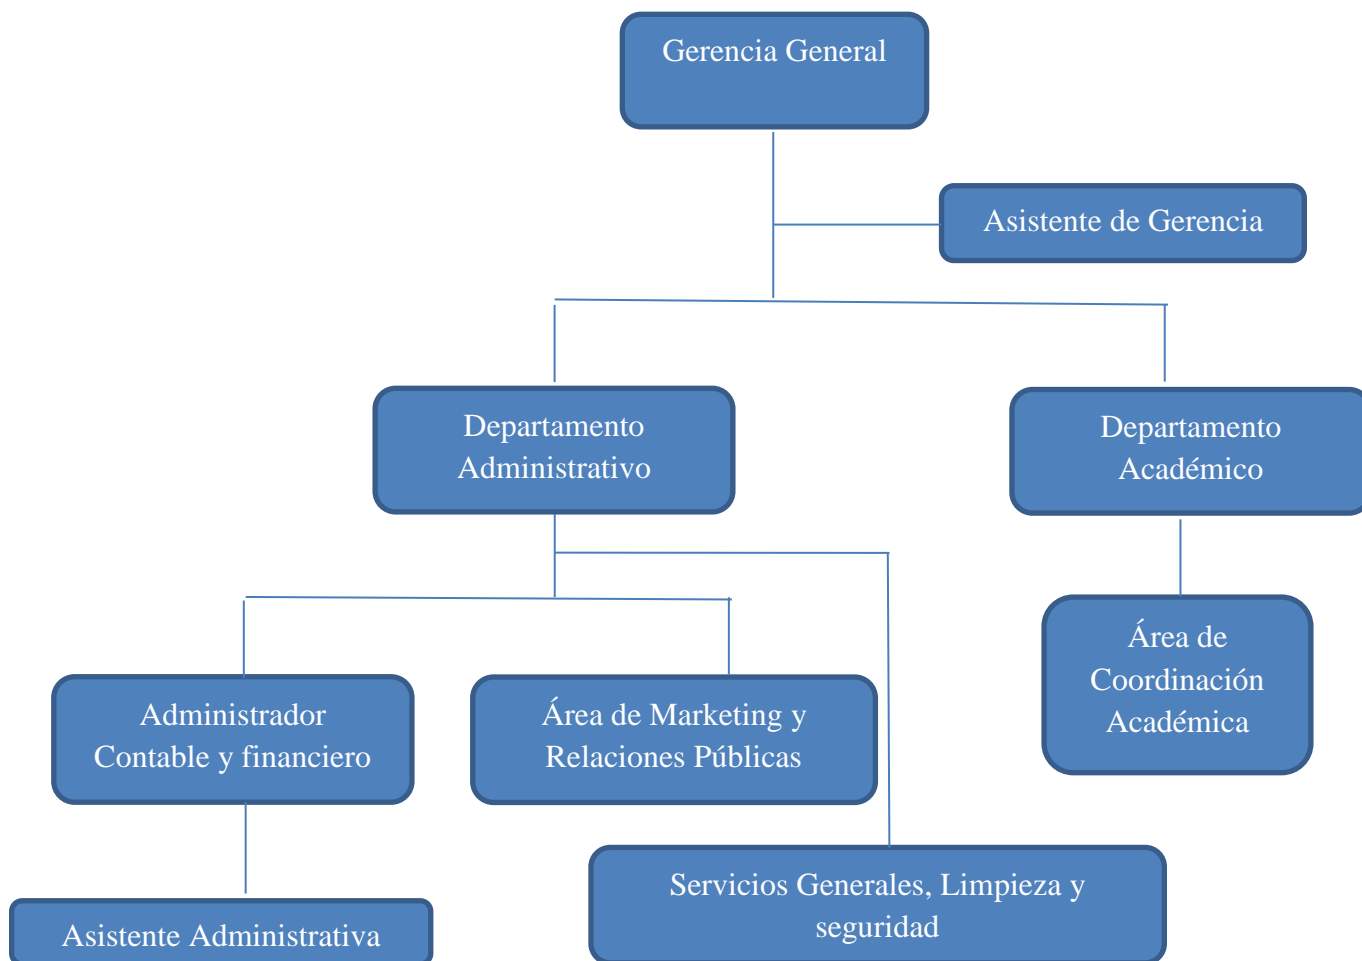 Gerencia General
Asistente de Gerencia
Departamento
Administrativo
Departamento
Académico
Área de
Coordinación
Académica
Administrador
Contable y financiero
Área de Marketing y
Relaciones Públicas
Servicios Generales, Limpieza y
seguridad
Asistente Administrativa